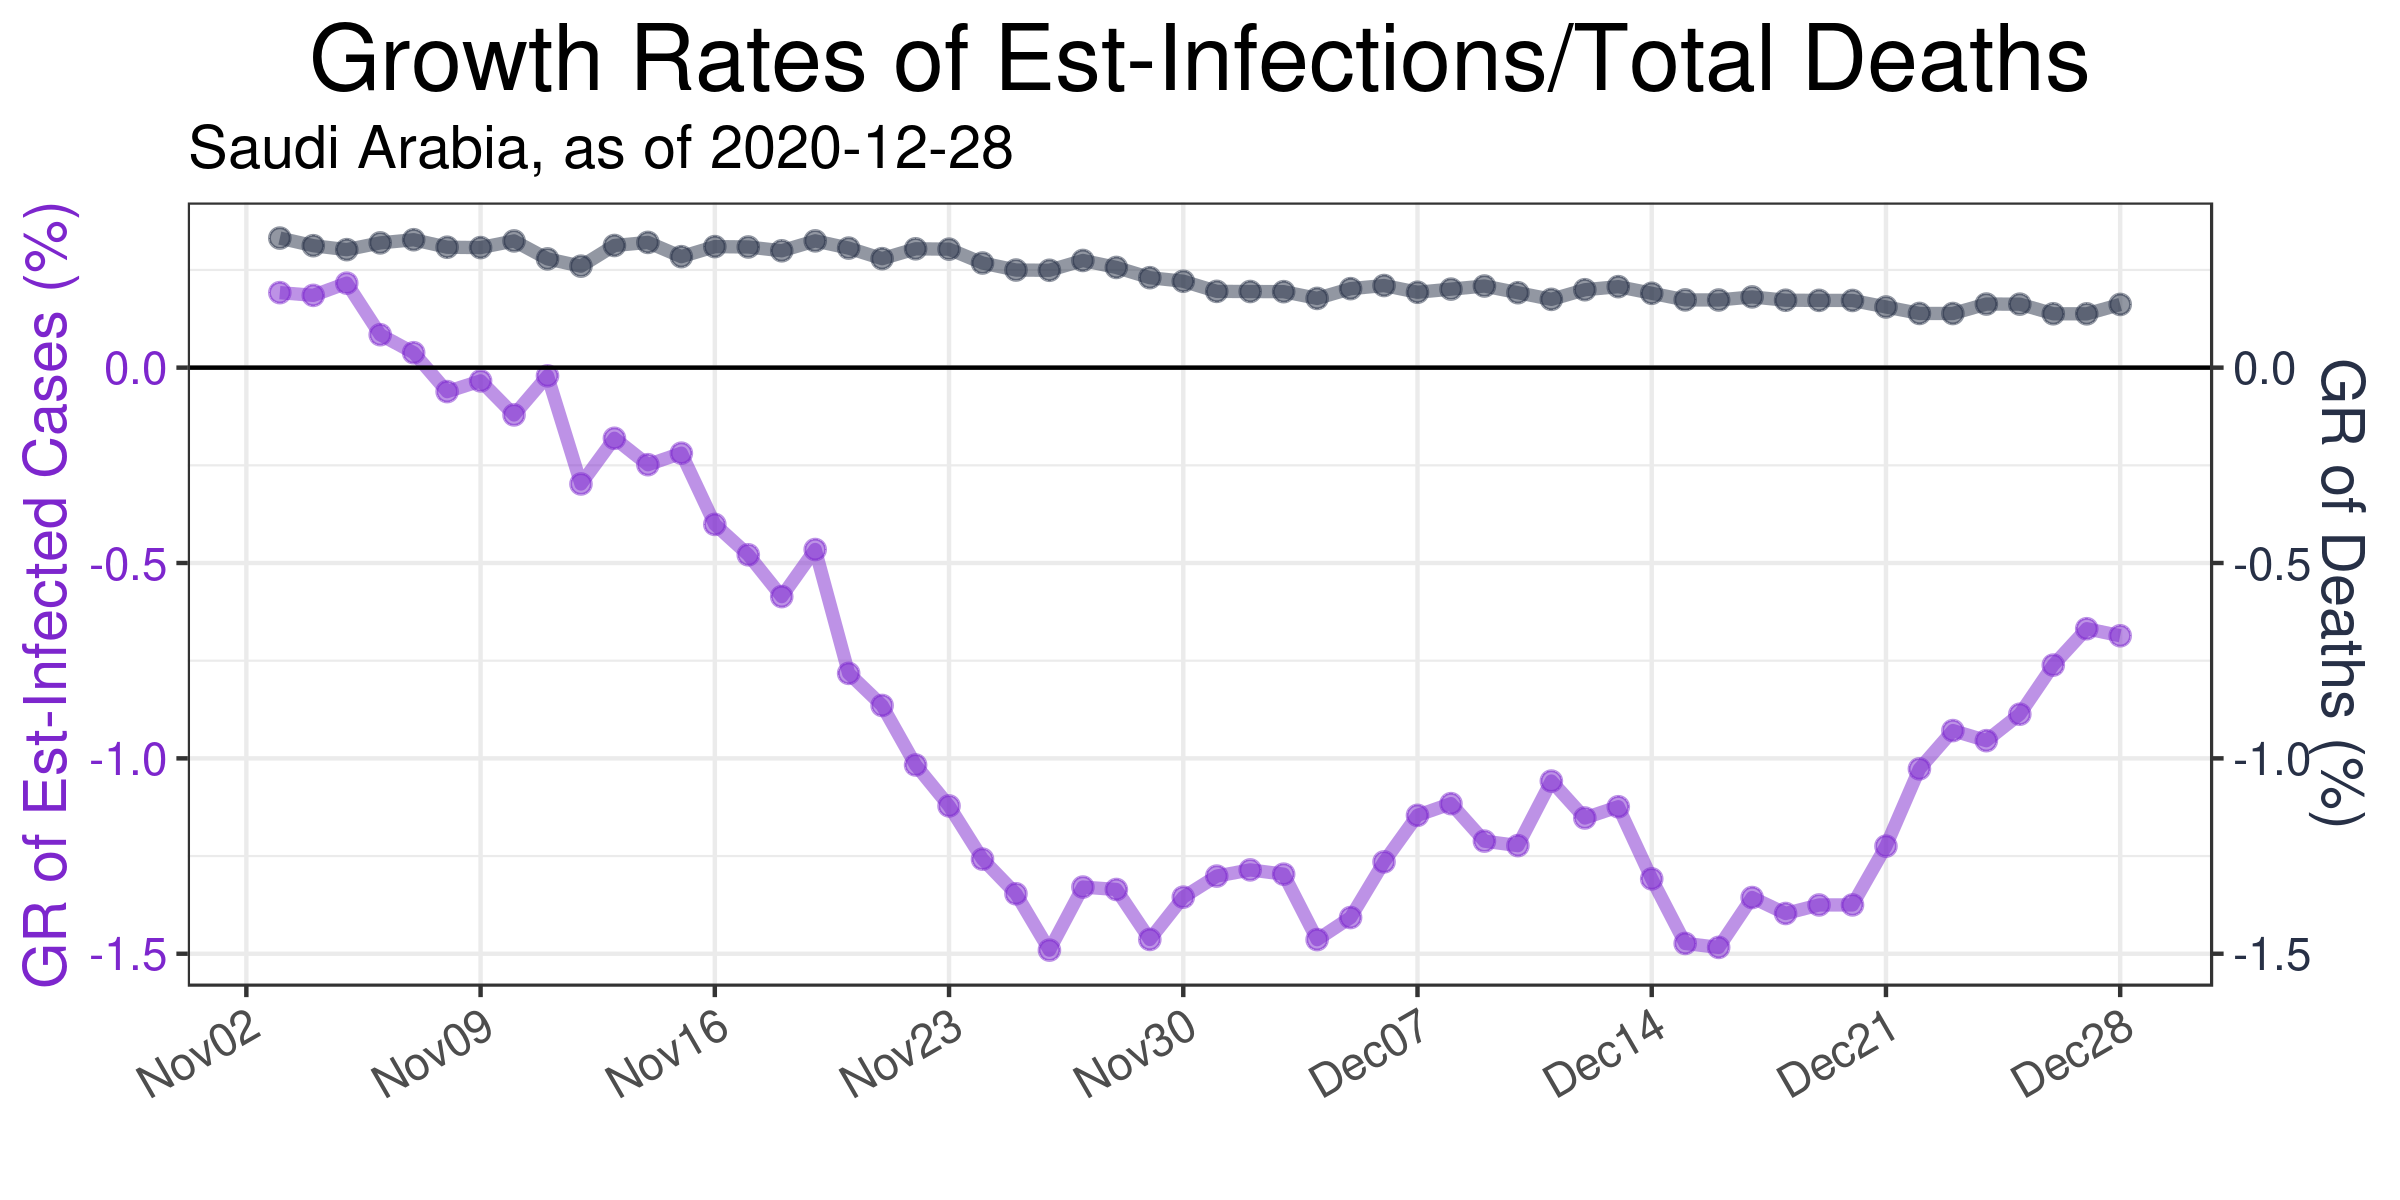 Growth Rates of Est-Infections/Total Deaths
Saudi Arabia, as of 2020-12-28
GR of Est-Infected Cases (%)
0.0
-0.5
-1.0
-1.5
0.0
-0.5
-1.0
-1.5
GR of Deaths (%)
Nov02 Nov09 Nov16 Nov23 Nov30 Dec07 Dec14 Dec21 Dec28